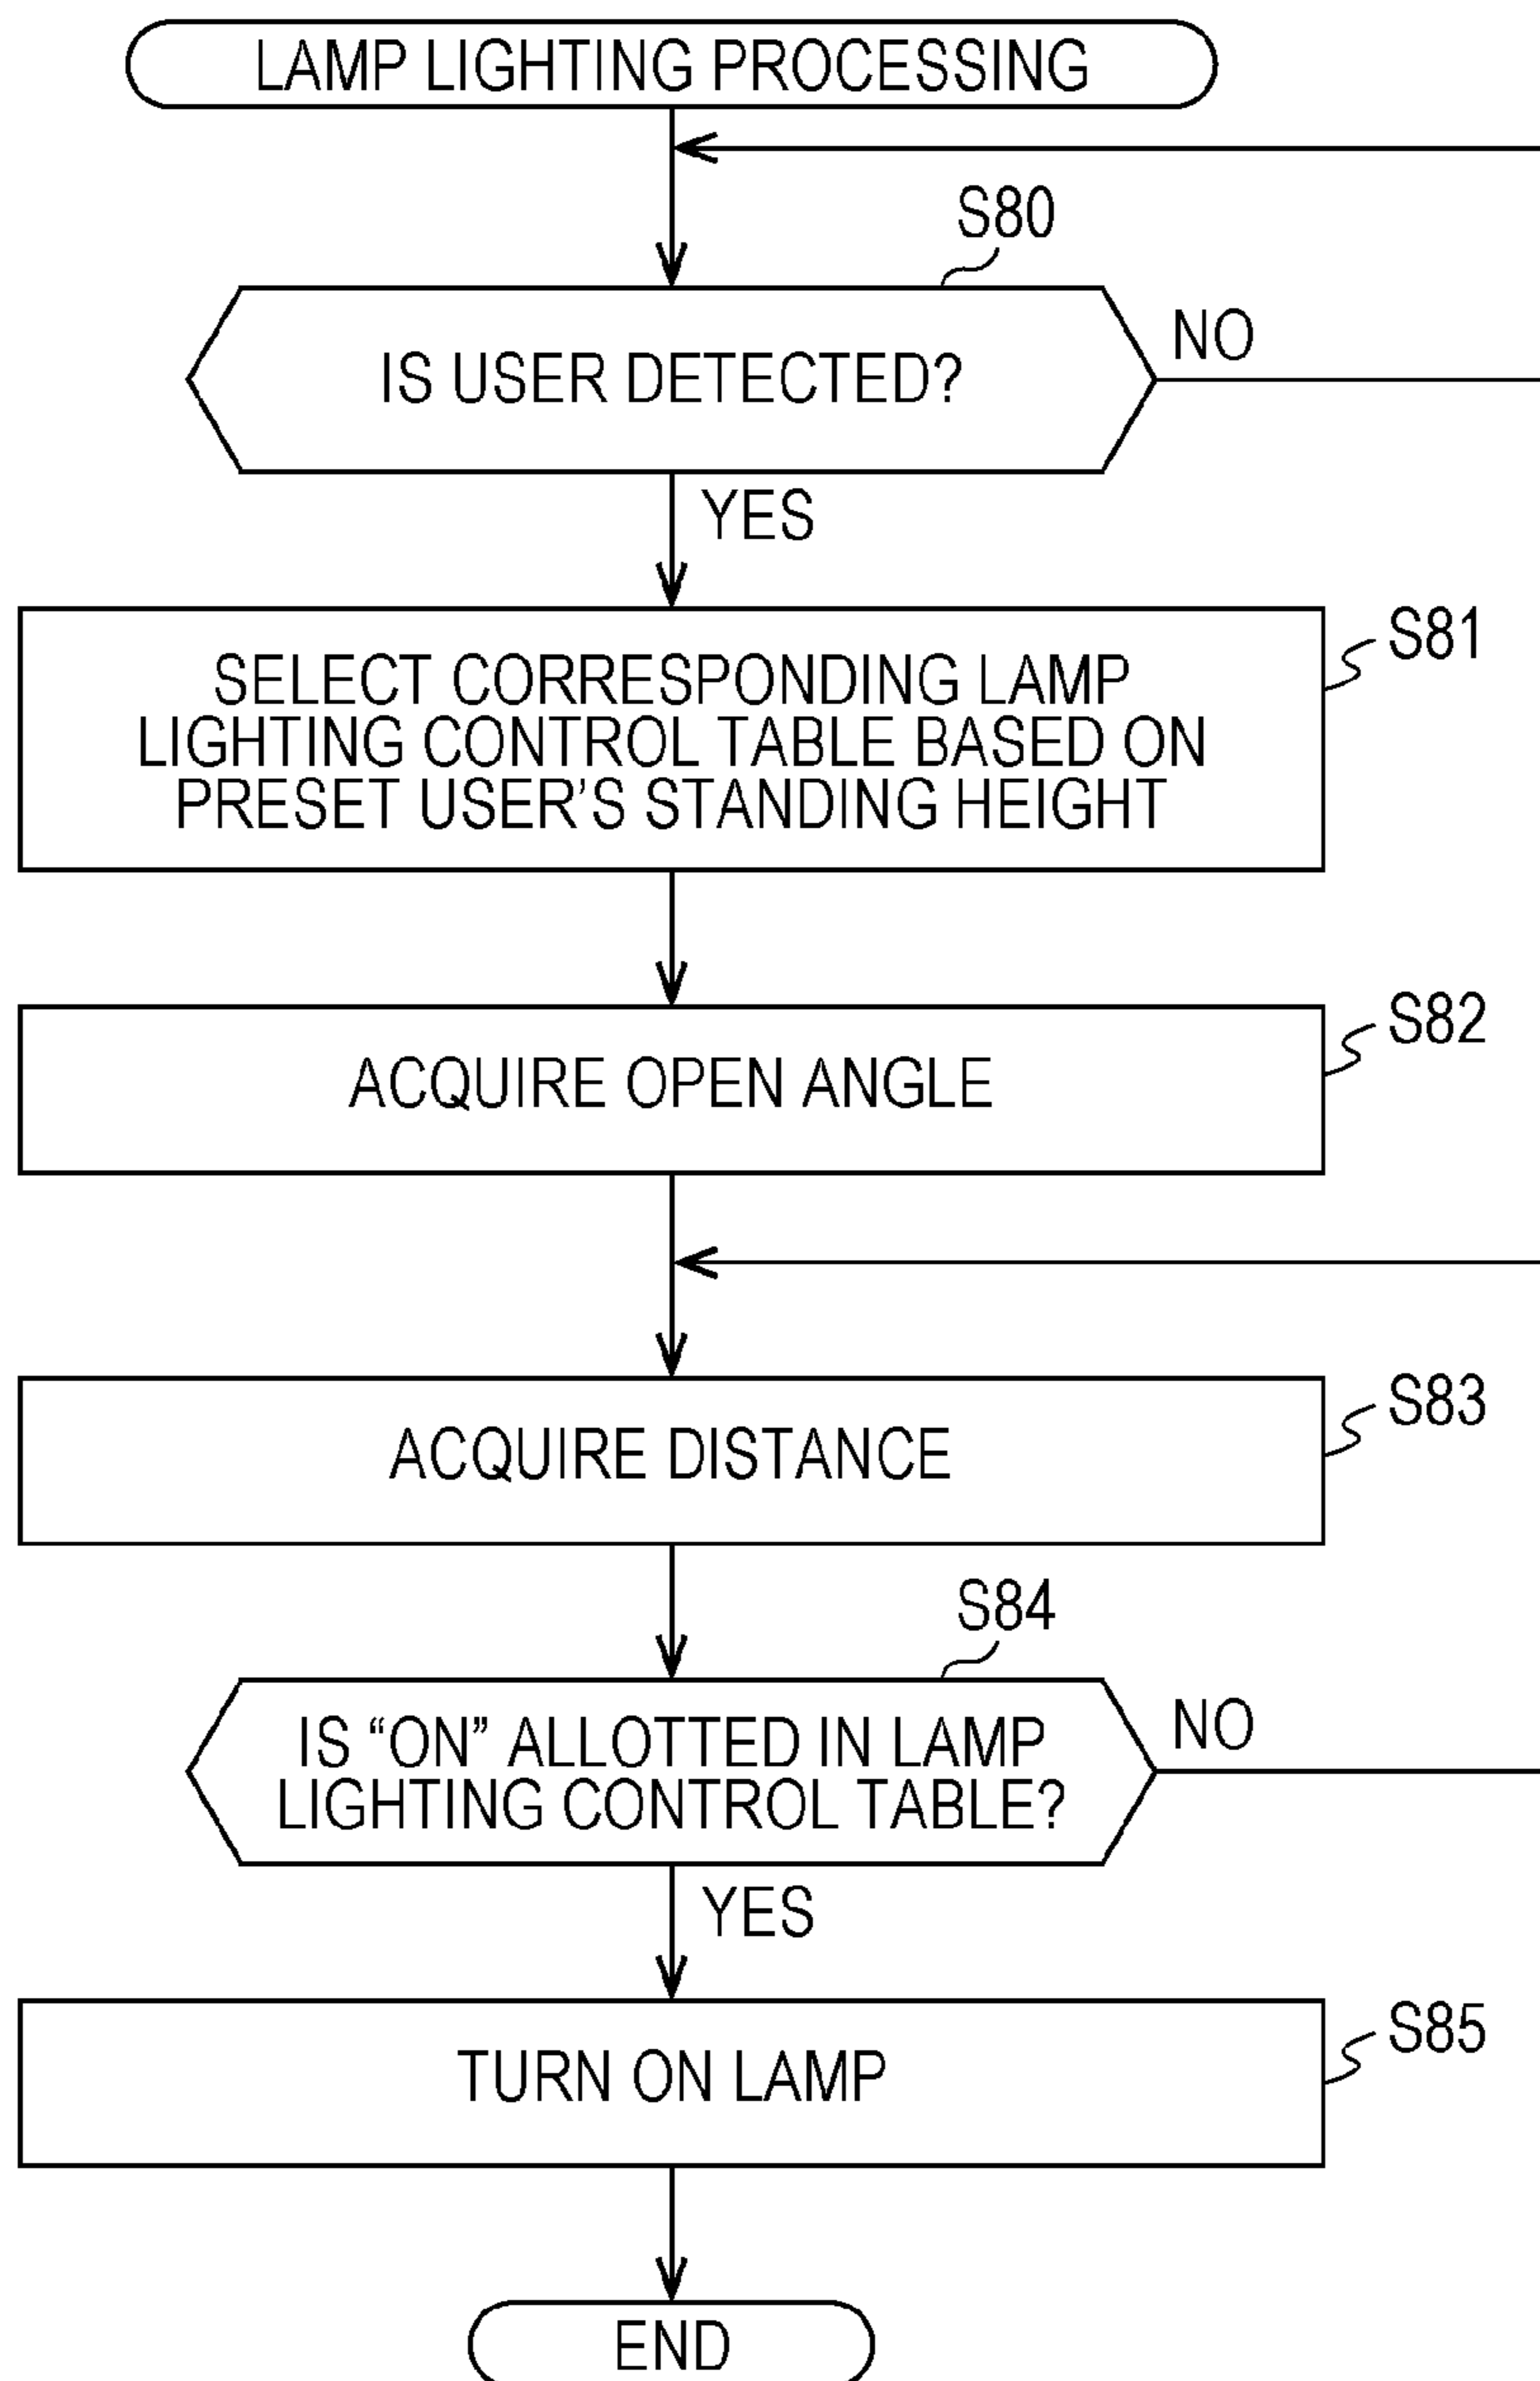 LAMP LIGHTING PROCESSING
S80
IS USER DETECTED?
NO
YES
S81
SELECT CORRESPONDING LAMP
LIGHTING CONTROL TABLE BASED ON
PRESET USER’S STANDING HEIGHT
S82
ACQUIRE OPEN ANGLE
S83
ACQUIRE DISTANCE
S84
IS “ON” ALLOTTED IN LAMP
LIGHTING CONTROL TABLE?
NO
YES
S85
TURN ON LAMP
END